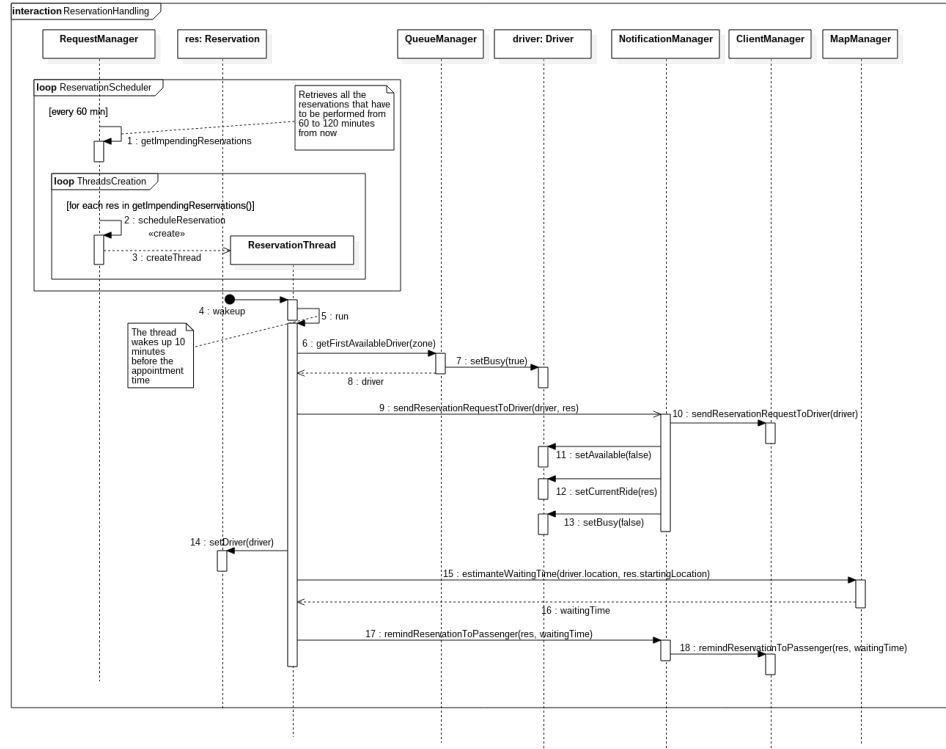 interaction ReservationHandling
RequestManager
res: Reservation
QueueManager
driver: Driver
NotificationManager
ClientManager
MapManager
loop ReservationScheduler
[every 60 min]
Retrieves all the
reservations that have
to be performed from
60 to 120 minutes
from now
1 : getImpendingReservations
loop ThreadsCreation
[for each res in getImpendingReserrvations()]
2 : scheduleReservation
«create»
ReservationThread
3 : createThread
4 : wakeup
5 : run
The thread
wakes up 10
minutes
before the
appointment
time
6 : getFirstAvailableDriver(zone)
7 : setBusy(true)
8 : driver
9 : sendReservationRequestToDriver(driver, res)
10 : sendReservationRequestToDriver(driver)
11 : setAvailable(false)
12 : setCurrentRide(res)
13 : setBusy(false)
14 : setDriver(driver)
15 : estimanteWaitingTime(driver.location, res.startingLocation)
16 : waitingTime
17 : remindReservationToPassenger(res, waitingTime)
18 : remindReservationToPassenger(res, waitingTime)